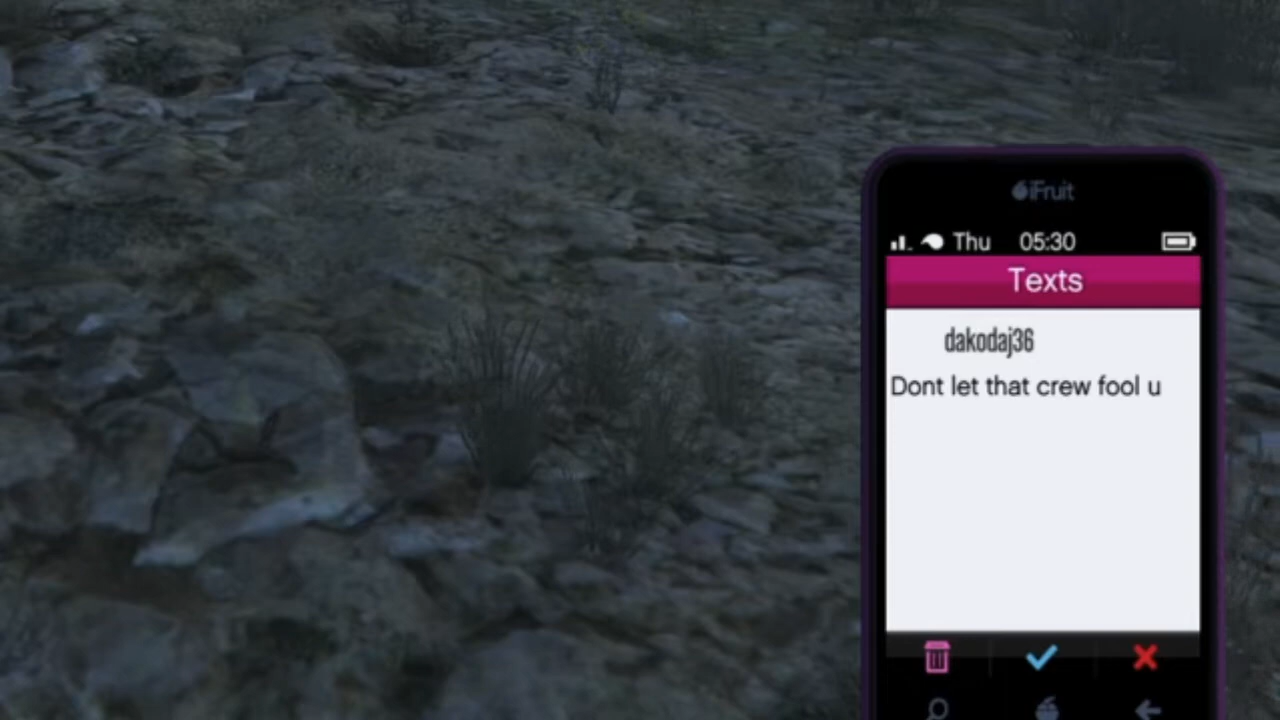 iFruit
Thu 05:30
Texts
dakodaj36
Dont let that crew fool u